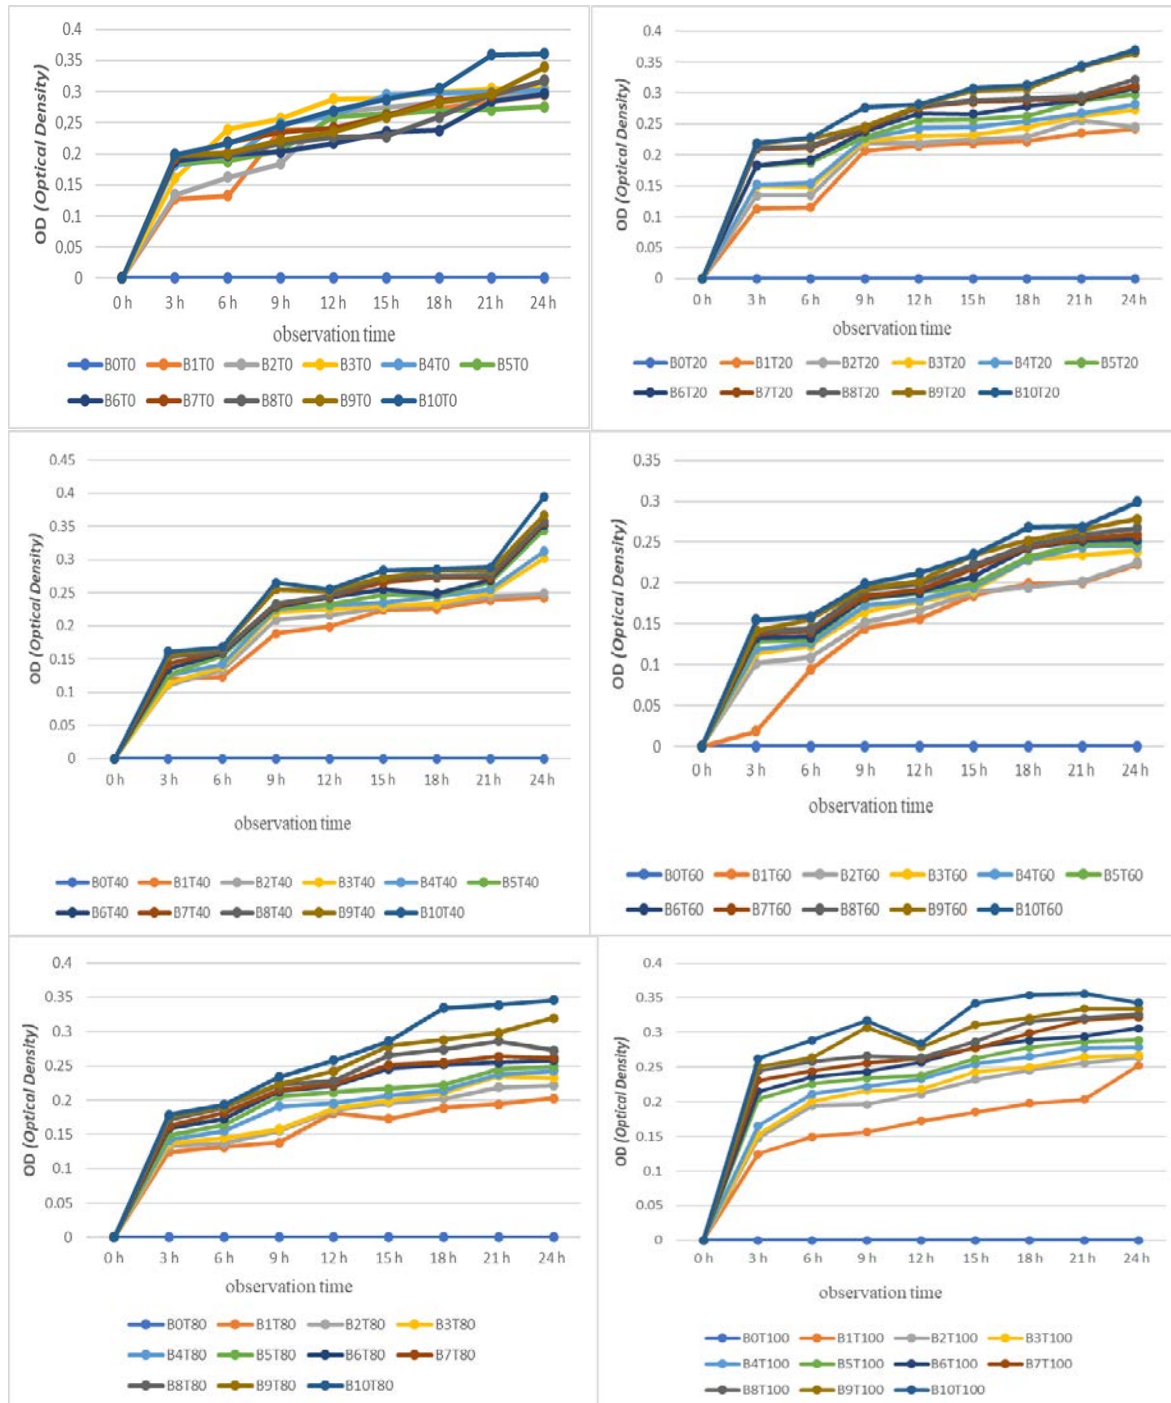 OD (Optical Density)
0.4
0.35
0.3
0.25
0.2
0.15
0.1
0.05
0
0 h 3 h 6 h 9 h 12 h 15 h 18 h 21 h 24 h
observation time
B0T0 B1T0 B2T0 B3T0 B4T0 B5T0
B6T0 B7T0 B8T0 B9T0 B10T0
OD (Optical Density)
0.4
0.35
0.3
0.25
0.2
0.15
0.1
0.05
0
0 h 3 h 6 h 9 h 12 h 15 h 18 h 21 h 24 h
observation time
B0T20 B1T20 B2T20 B3T20 B4T20 B5T20
B6T20 B7T20 B8T20 B9T20 B10T20
OD (Optical Density)
0.45
0.4
0.35
0.3
0.25
0.2
0.15
0.1
0.05
0
0 h 3 h 6 h 9 h 12 h 15 h 18 h 21 h 24 h
observation time
B0T40 B1T40 B2T40 B3T40 B4T40 B5T40
B6T40 B7T40 B8T40 B9T40 B10T40
OD (Optical Density)
0.35
0.3
0.25
0.2
0.15
0.1
0.05
0
0 h 3 h 6 h 9 h 12 h 15 h 18 h 21 h 24 h
observation time
B0T60 B1T60 B2T60 B3T60 B4T60 B5T60
B6T60 B7T60 B8T60 B9T60 B10T60
OD (Optical Density)
0.4
0.35
0.3
0.25
0.2
0.15
0.1
0.05
0
0 h 3 h 6 h 9 h 12 h 15 h 18 h 21 h 24 h
observation time
B0T80 B1T80 B2T80 B3T80
B4T80 B5T80 B6T80 B7T80
B8T80 B9T80 B10T80
OD (Optical Density)
0.4
0.35
0.3
0.25
0.2
0.15
0.1
0.05
0
0 h 3 h 6 h 9 h 12 h 15 h 18 h 21 h 24 h
observation time
B0T100 B1T100 B2T100 B3T100
B4T100 B5T100 B6T100 B7T100
B8T100 B9T100 B10T100